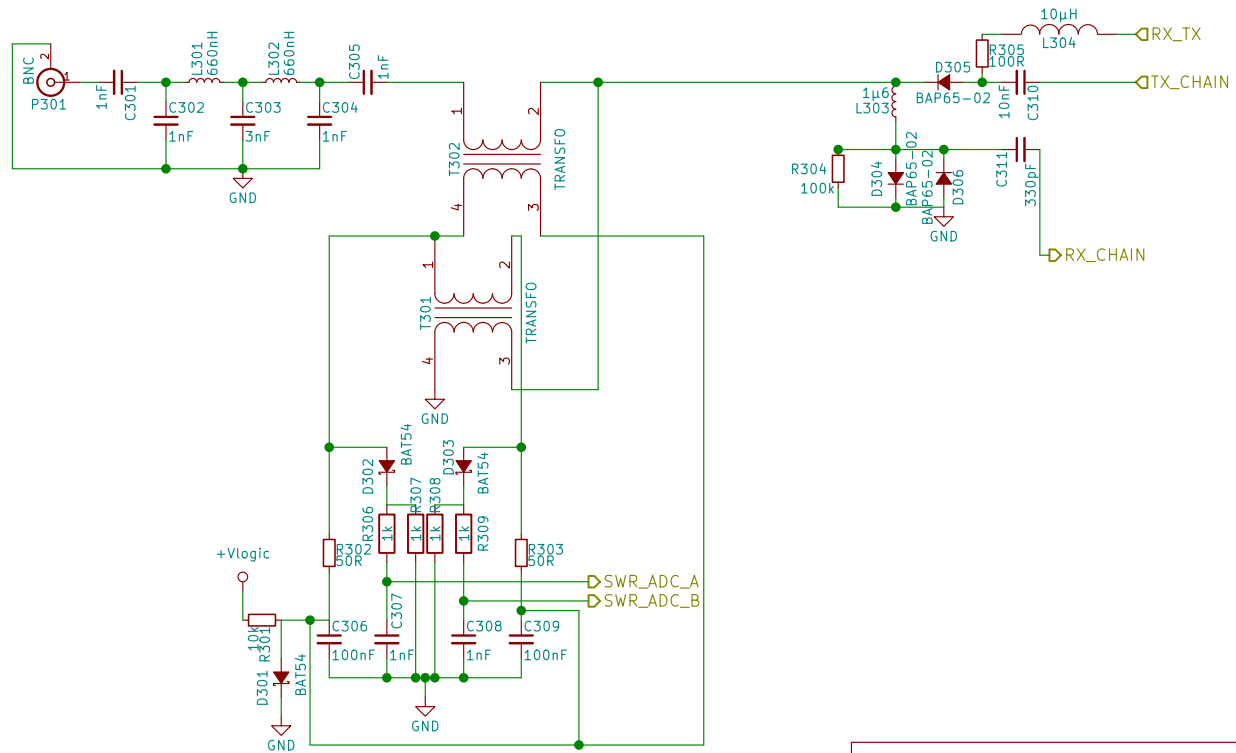 BNC
2
1
P301
1nF
C301
C302
1nF
L301
660nH
C303
3nF
L302
660nH
C304
1nF
C305
1nF
GND
1
2
T302
TRANSFO
4
3
1
2
T301
TRANSFO
4
3
GND
10µH
L304
RX_TX
R305
100R
D305
BAP65-02
10nF
C310
TX_CHAIN
1µ6
L303
R304
100k
D304
BAP65-02
BAP65-02
D306
GND
C311
330pF
RX_CHAIN
D302
BAT54
D303
BAT54
R306
1k
R307
1k
R308
1k
R309
1k
R302
50R
R303
50R
SWR_ADC_A
SWR_ADC_B
+Vlogic
10k
R301
D301
BAT54
GND
C306
100nF
C307
1nF
C308
1nF
C309
100nF
GND